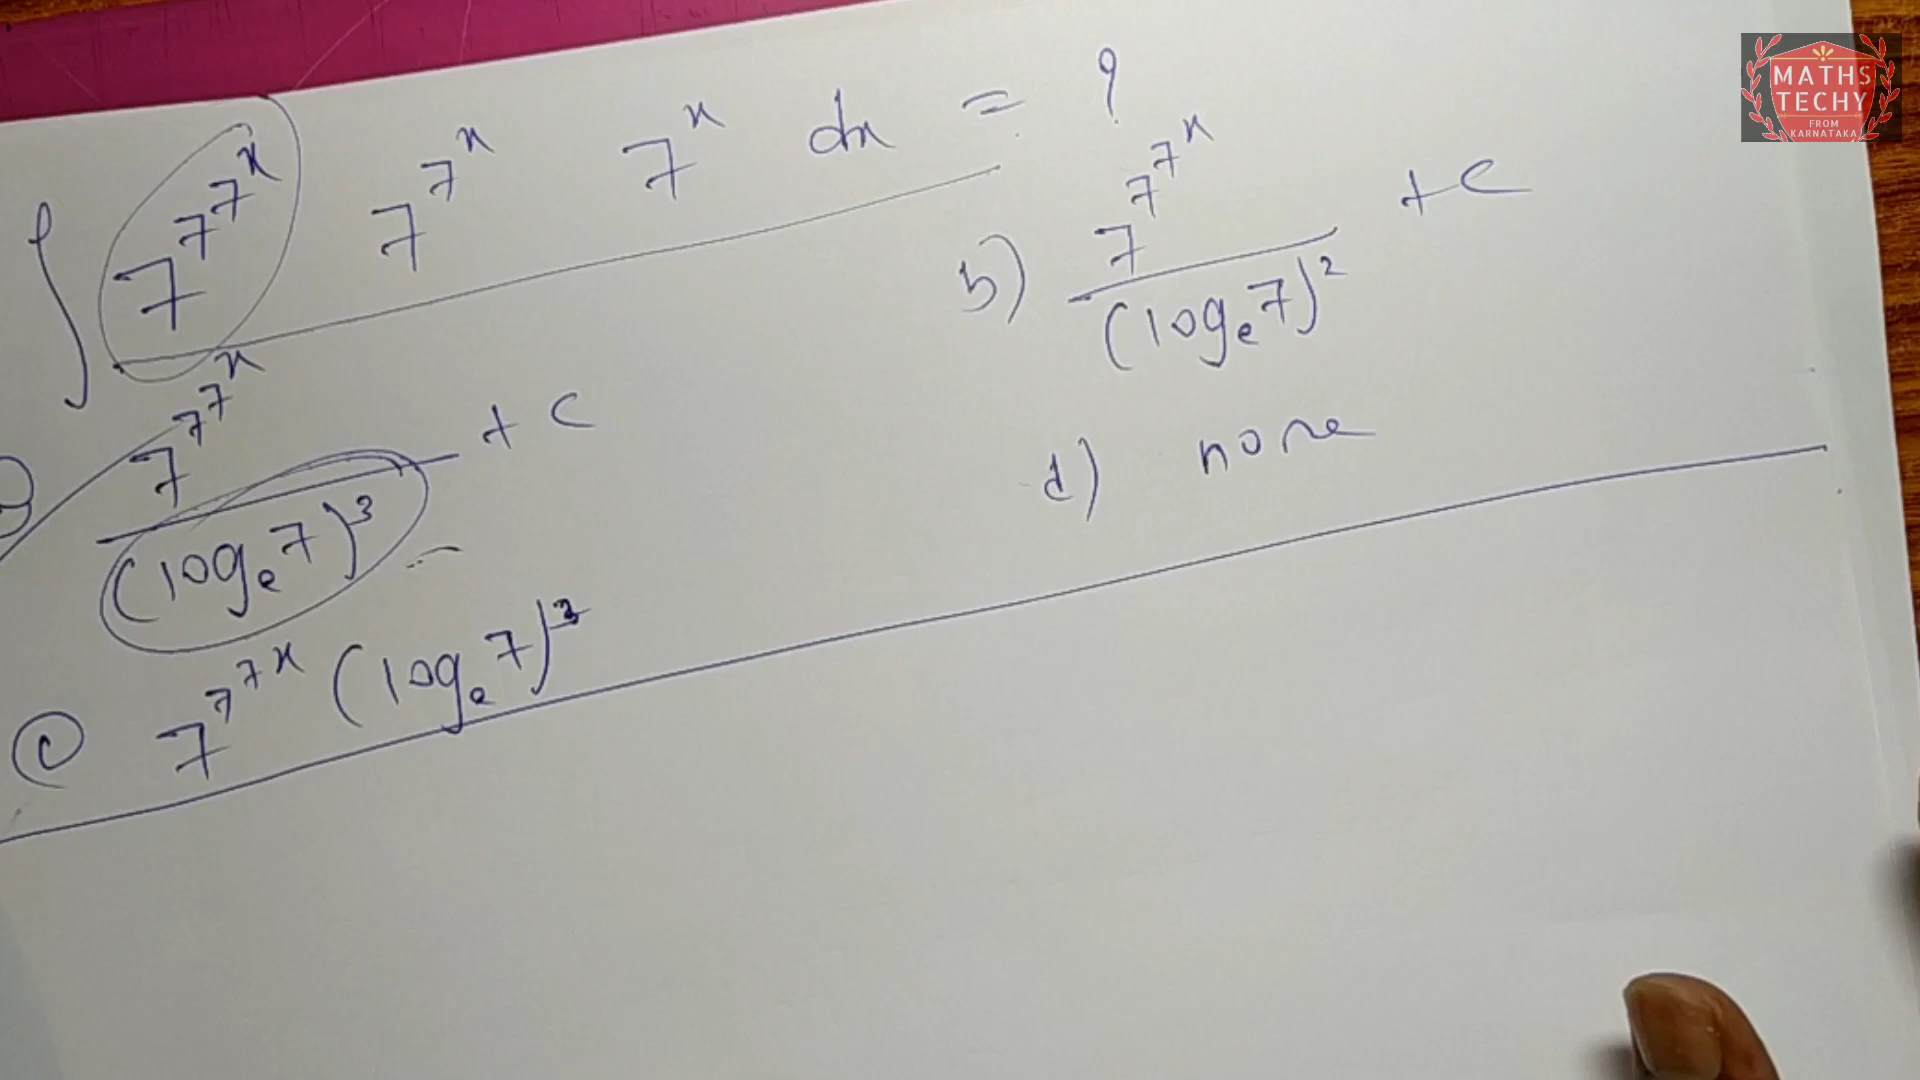 ∫ 7^{7^{7^x}} 7^{7^x} 7^x dx = ?
7^{7^{7^x}} / (log_e 7)^3 + c
b) 7^{7^{7^x}} / (log_e 7)^2 + c
c 7^{7^{7^x}} (log_e 7)^3
d) none
MATHS
TECHY
FROM
KARNATAKA